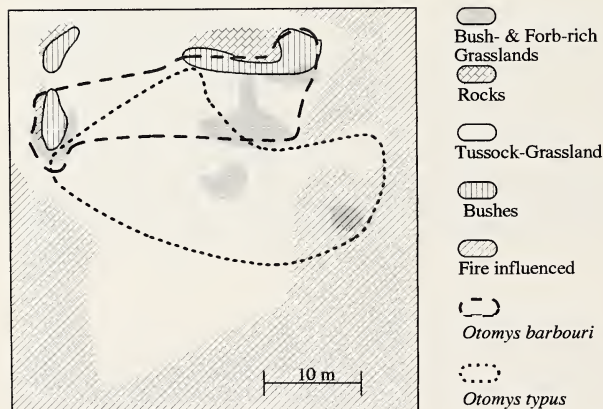 Bush- & Forb-rich
Grasslands
Rocks
Tussock-Grassland
Bushes
Fire influenced
Otomys barbouri
Otomys typus
10 m